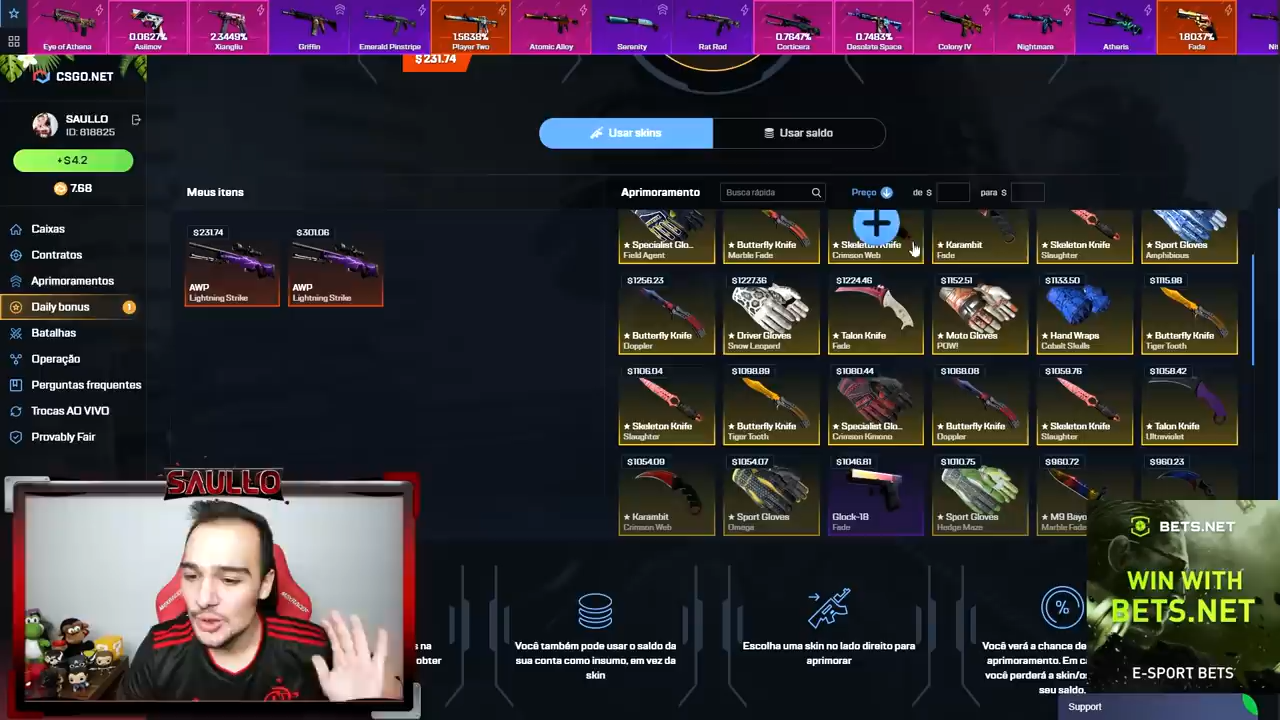 Eye of Athena
0.0627%
Asiimov
2.3449%
Xiangliu
Griffin
Emerald Pinstripe
1.5638%
Player Two
Atomic Alloy
Serenity
Rat Rod
0.7647%
Corticera
0.7483%
Desolate Space
Colony IV
Nightmare
Atheris
1.8037%
Fade
CSGO.NET
$231.74
SAULLO
ID: 818825
+$4.2
7.68
Usar skins
Usar saldo
Meus itens
Aprimoramento
Busca rápida
Preço
de $
para $
Caixas
Contratos
Aprimoramentos
Daily bonus
1
Batalhas
Operação
Perguntas frequentes
Trocas AO VIVO
Provably Fair
$231.74
AWP
Lightning Strike
$301.06
AWP
Lightning Strike
★ Specialist Glo...
Field Agent
★ Butterfly Knife
Marble Fade
★ Skeleton Knife
Crimson Web
★ Karambit
Fade
★ Skeleton Knife
Slaughter
★ Sport Gloves
Amphibious
$1256.23
★ Butterfly Knife
Doppler
$1227.36
★ Driver Gloves
Snow Leopard
$1224.46
★ Talon Knife
Fade
$1152.51
★ Moto Gloves
POW!
$1133.50
★ Hand Wraps
Cobalt Skulls
$1115.98
★ Butterfly Knife
Tiger Tooth
$1106.04
★ Skeleton Knife
Slaughter
$1098.89
★ Butterfly Knife
Tiger Tooth
$1080.44
★ Specialist Glo...
Crimson Kimono
$1068.08
★ Butterfly Knife
Doppler
$1059.76
★ Skeleton Knife
Slaughter
$1058.42
★ Talon Knife
Ultraviolet
$1054.09
★ Karambit
Crimson Web
$1054.07
★ Sport Gloves
Omega
$1046.81
Glock-18
Fade
$1010.75
★ Sport Gloves
Hedge Maze
$960.72
★ M9 Bayo
Marble Fade
$960.23
SAULLO
BETS.NET
WIN WITH
BETS.NET
E-SPORT BETS
s na
obter
Você também pode usar o saldo da
sua conta como insumo, em vez da
skin
Escolha uma skin no lado direito para
aprimorar
%
Você verá a chance de
aprimoramento. Em ca
você perderá a skin/os
seu saldo.
Support